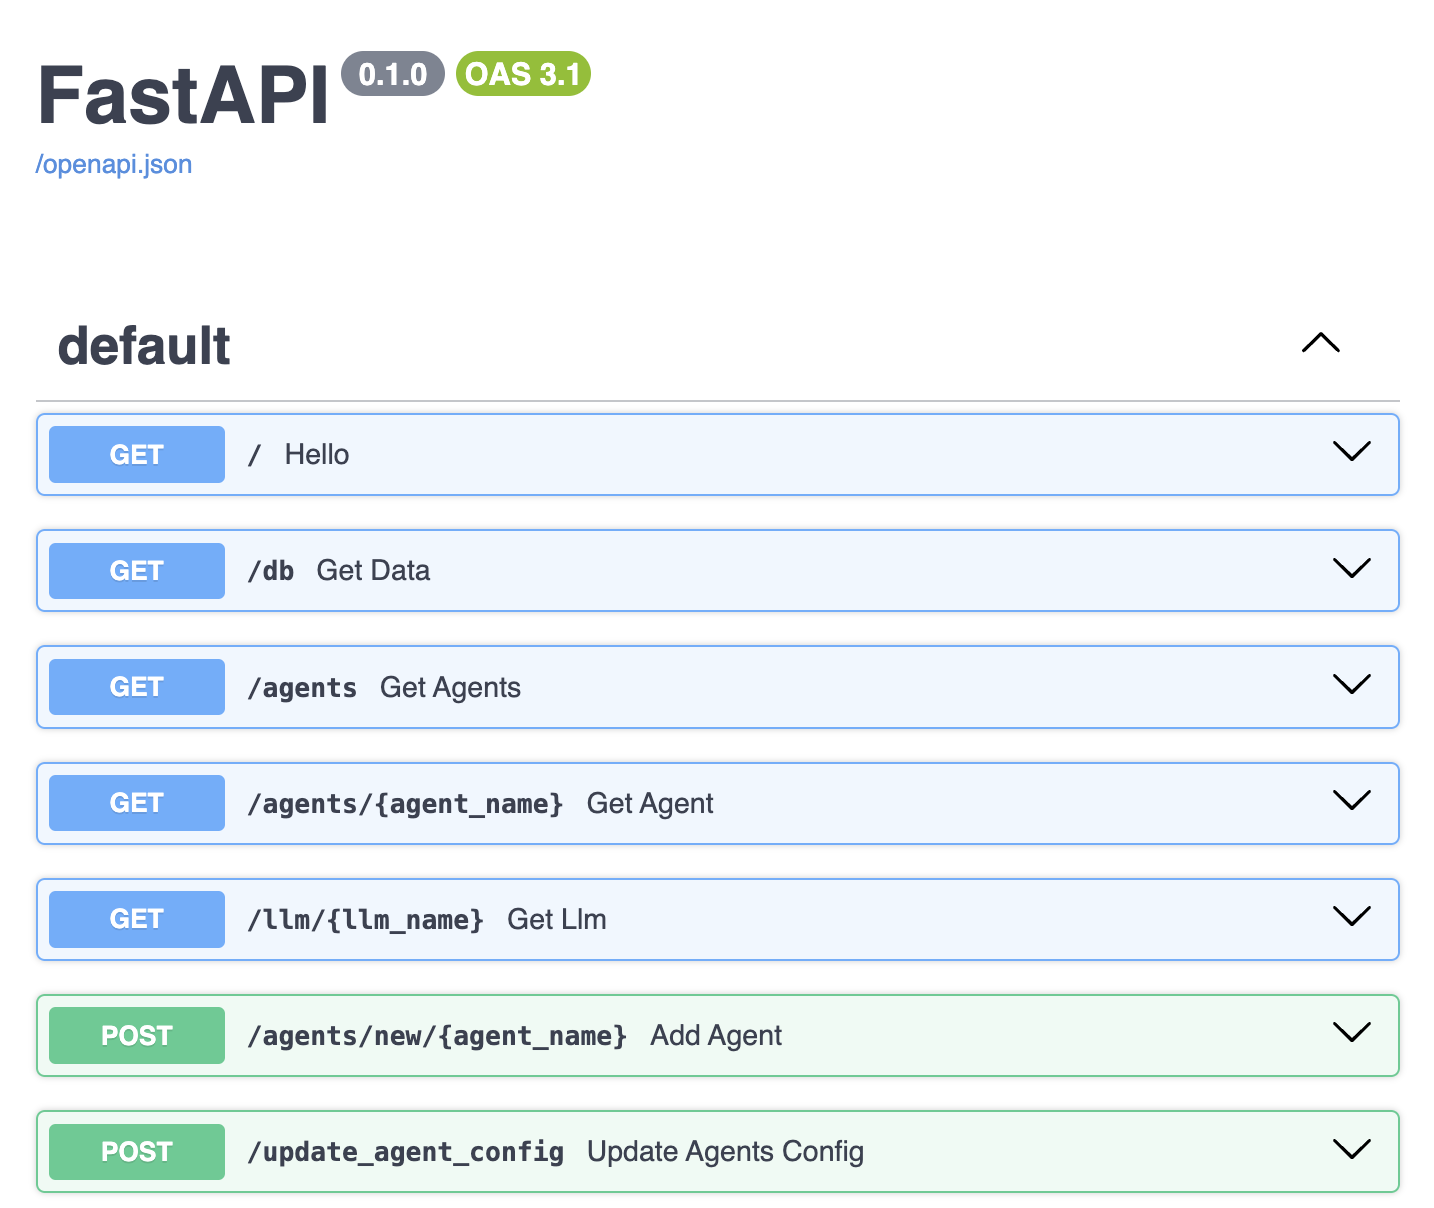 FastAPI 0.1.0 OAS 3.1
/openapi.json
default
GET / Hello
GET /db Get Data
GET /agents Get Agents
GET /agents/{agent_name} Get Agent
GET /llm/{llm_name} Get Llm
POST /agents/new/{agent_name} Add Agent
POST /update_agent_config Update Agents Config